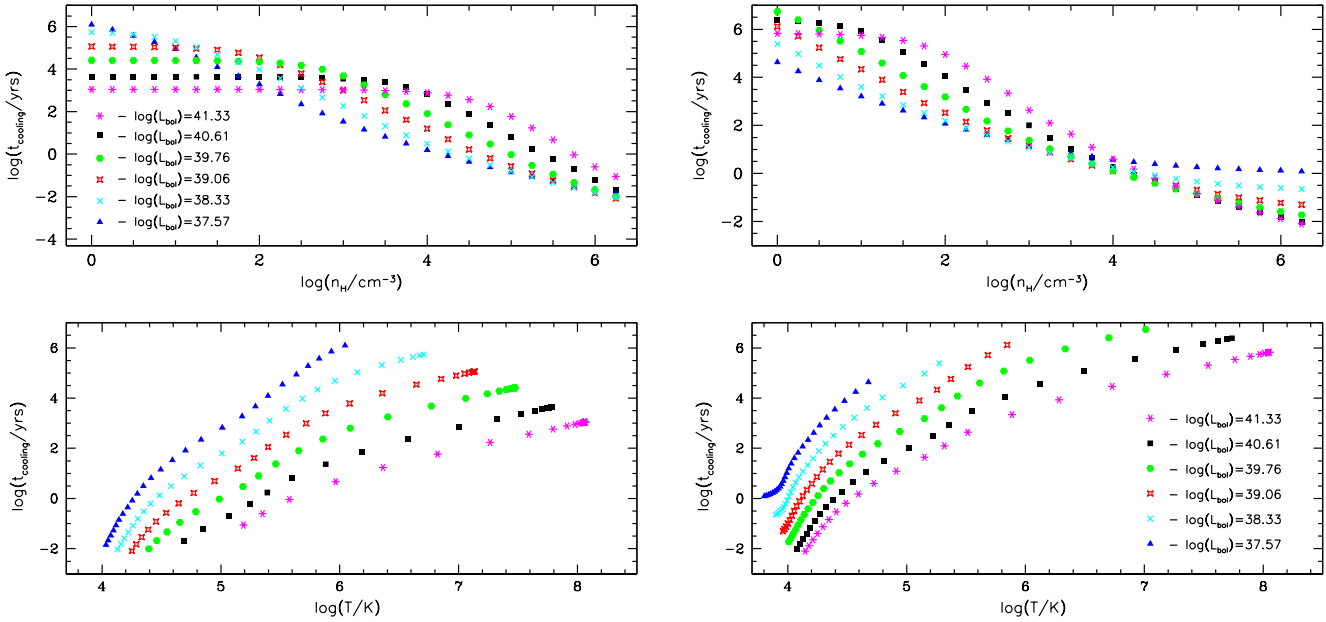 log(t_cooling/yrs)
6
4
2
0
−2
−4
− log(L_bol)=41.33
− log(L_bol)=40.61
− log(L_bol)=39.76
− log(L_bol)=39.06
− log(L_bol)=38.33
− log(L_bol)=37.57
0 2 4 6
log(n_H/cm⁻³)
log(t_cooling/yrs)
6
4
2
0
−2
0 2 4 6
log(n_H/cm⁻³)
log(t_cooling/yrs)
6
4
2
0
−2
4 5 6 7 8
log(T/K)
log(t_cooling/yrs)
6
4
2
0
−2
− log(L_bol)=41.33
− log(L_bol)=40.61
− log(L_bol)=39.76
− log(L_bol)=39.06
− log(L_bol)=38.33
− log(L_bol)=37.57
4 5 6 7 8
log(T/K)